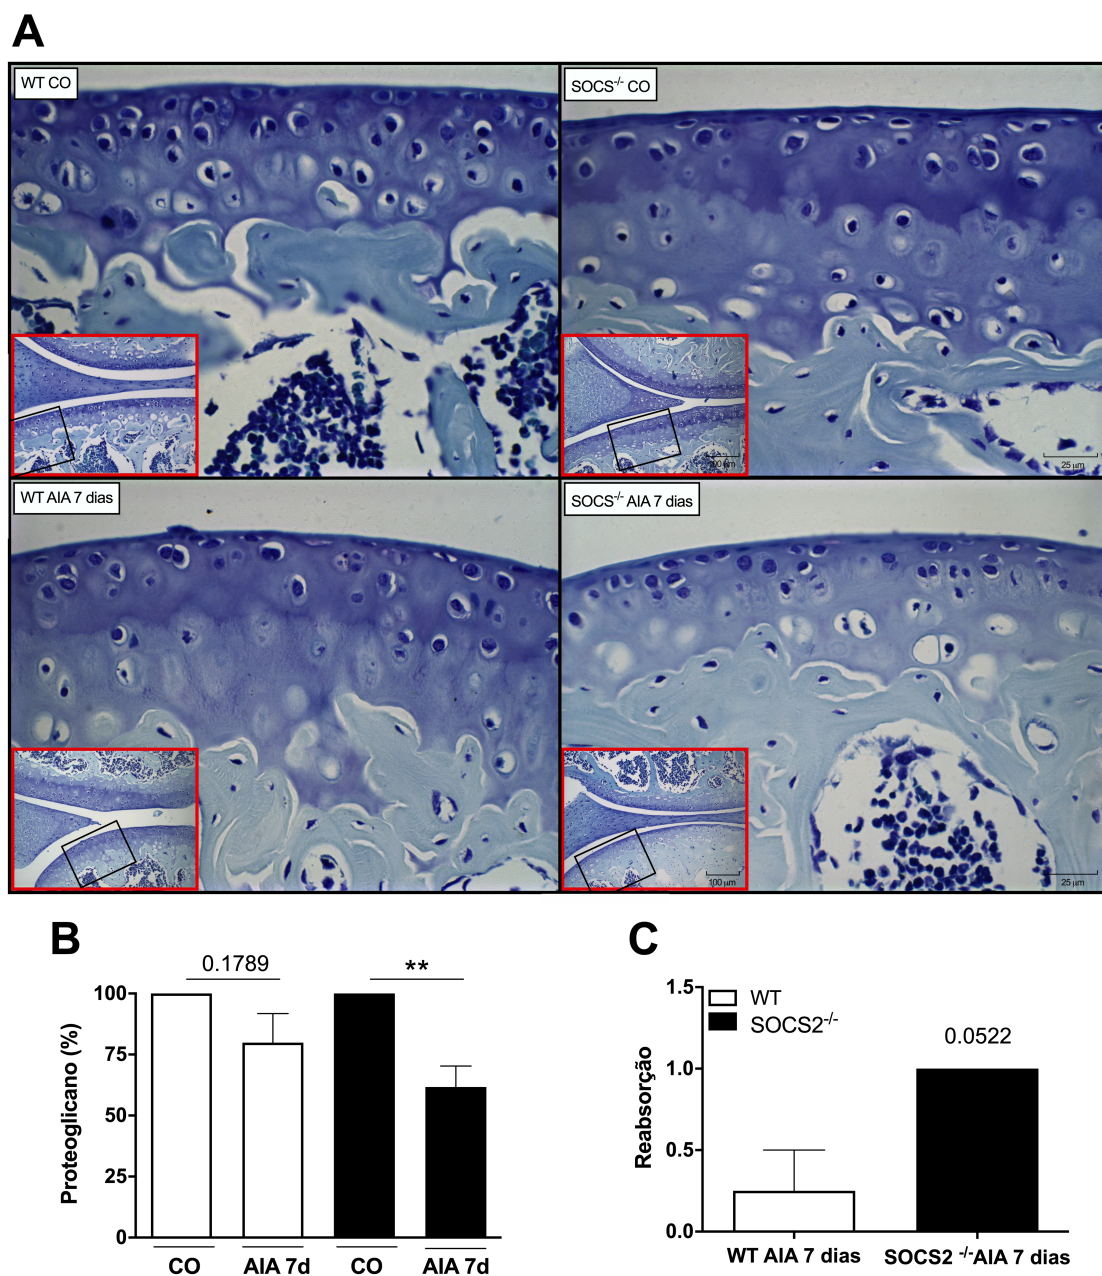 A
WT CO
SOCS-/- CO
25 µm
WT AIA 7 dias
SOCS-/- AIA 7 dias
100 µm
25 µm
B
0.1789
**
Proteoglicano (%)
100
75
50
25
0
CO
AIA 7d
CO
AIA 7d
C
WT
SOCS2-/-
0.0522
Reabsorção
1.5
1.0
0.5
0.0
WT AIA 7 dias
SOCS2 -/-AIA 7 dias